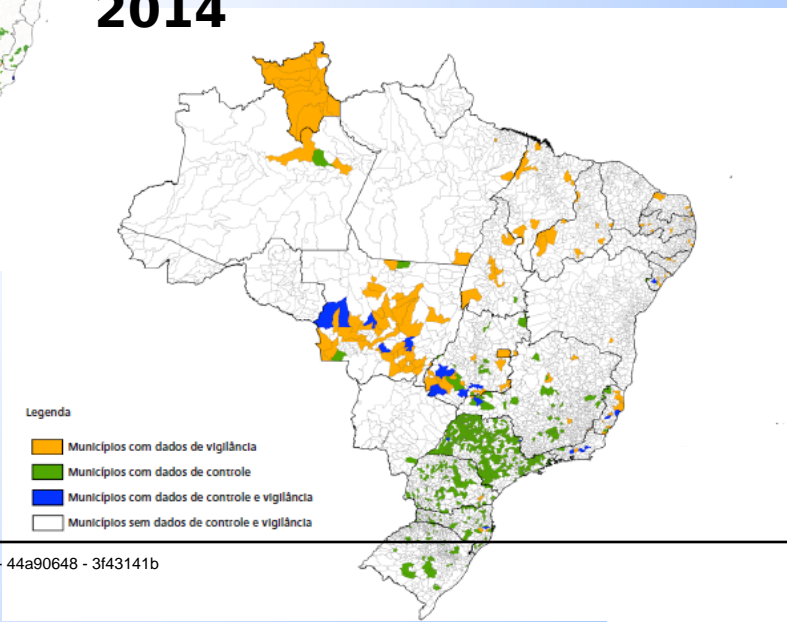 2014
Legenda
Municípios com dados de vigilância
Municípios com dados de controle
Municípios com dados de controle e vigilância
Municípios sem dados de controle e vigilância
- 44a90648 - 3f43141b